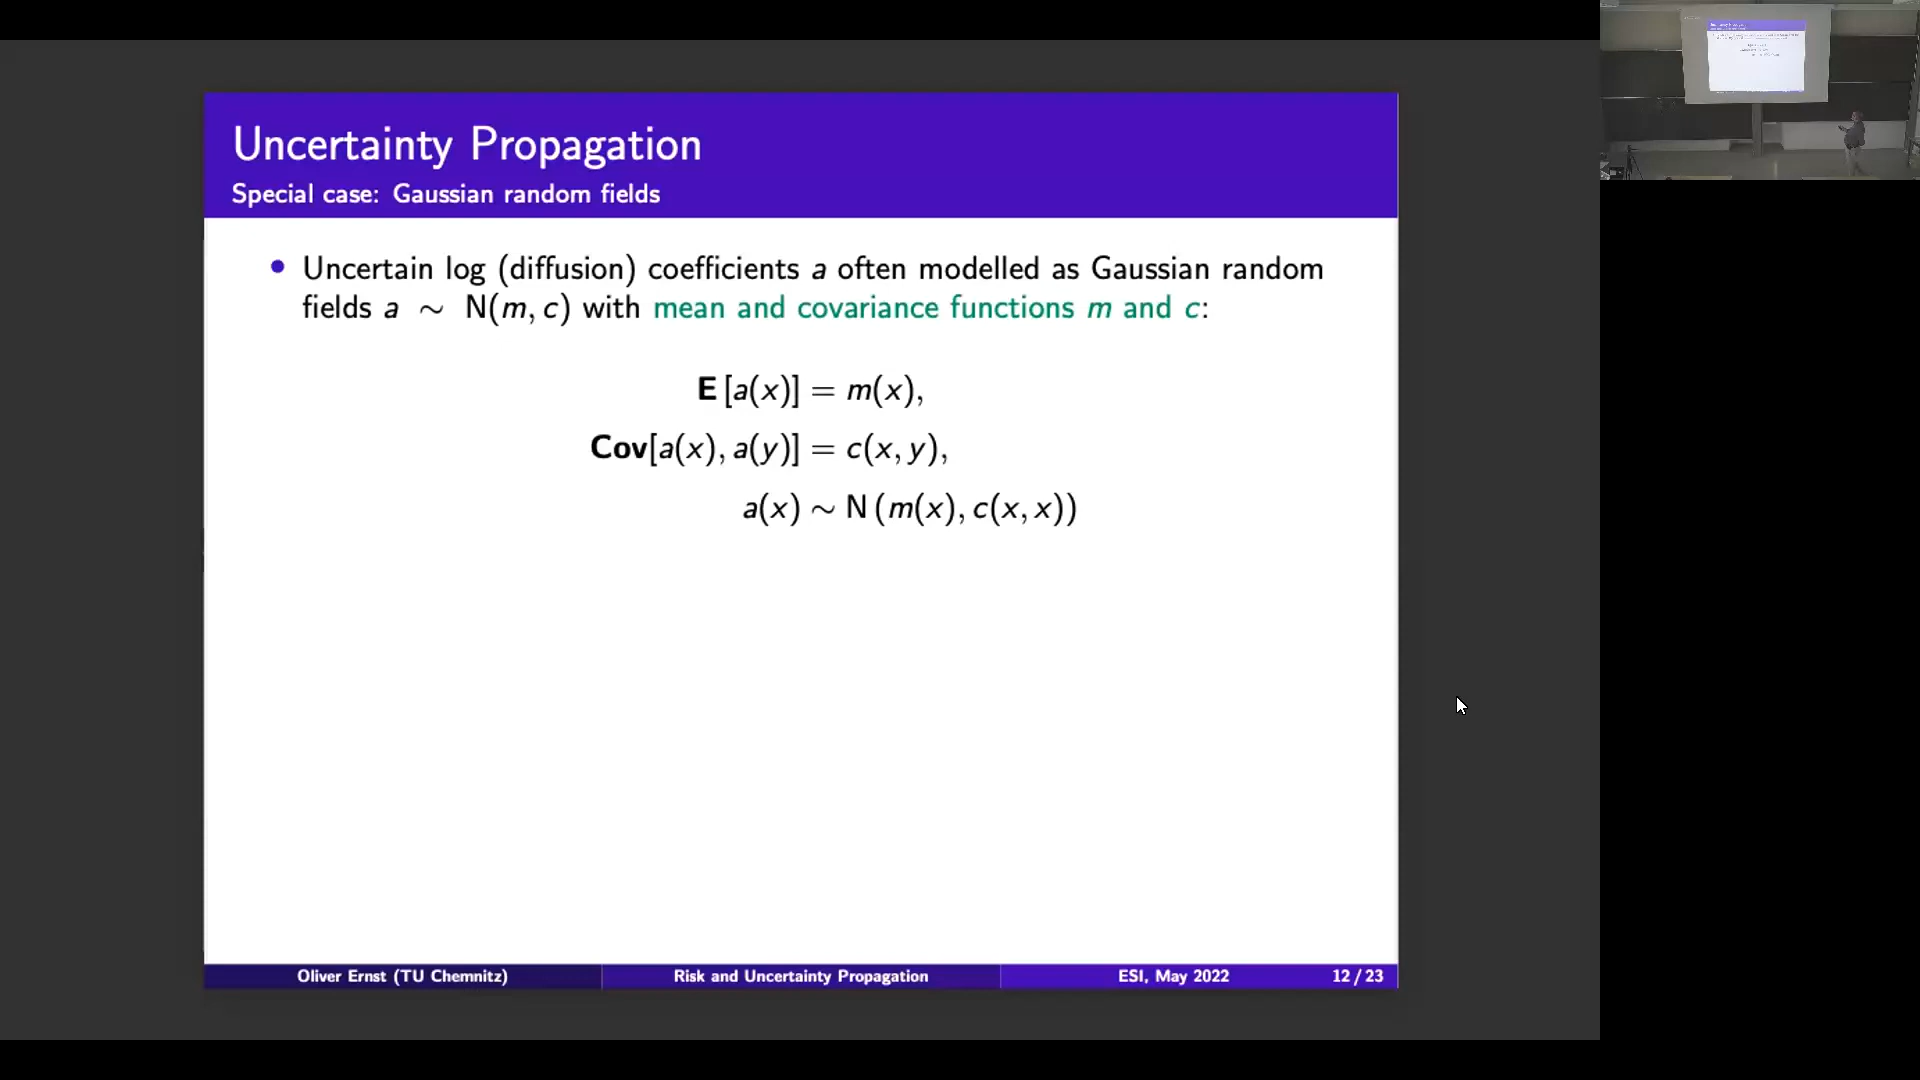 Uncertainty Propagation
Special case: Gaussian random fields
• Uncertain log (diffusion) coefficients a often modelled as Gaussian random
fields a ∼ N(m, c) with mean and covariance functions m and c:
E [a(x)] = m(x),
Cov[a(x), a(y)] = c(x, y),
a(x) ∼ N (m(x), c(x, x))
Oliver Ernst (TU Chemnitz)
Risk and Uncertainty Propagation
ESI, May 2022
12 / 23